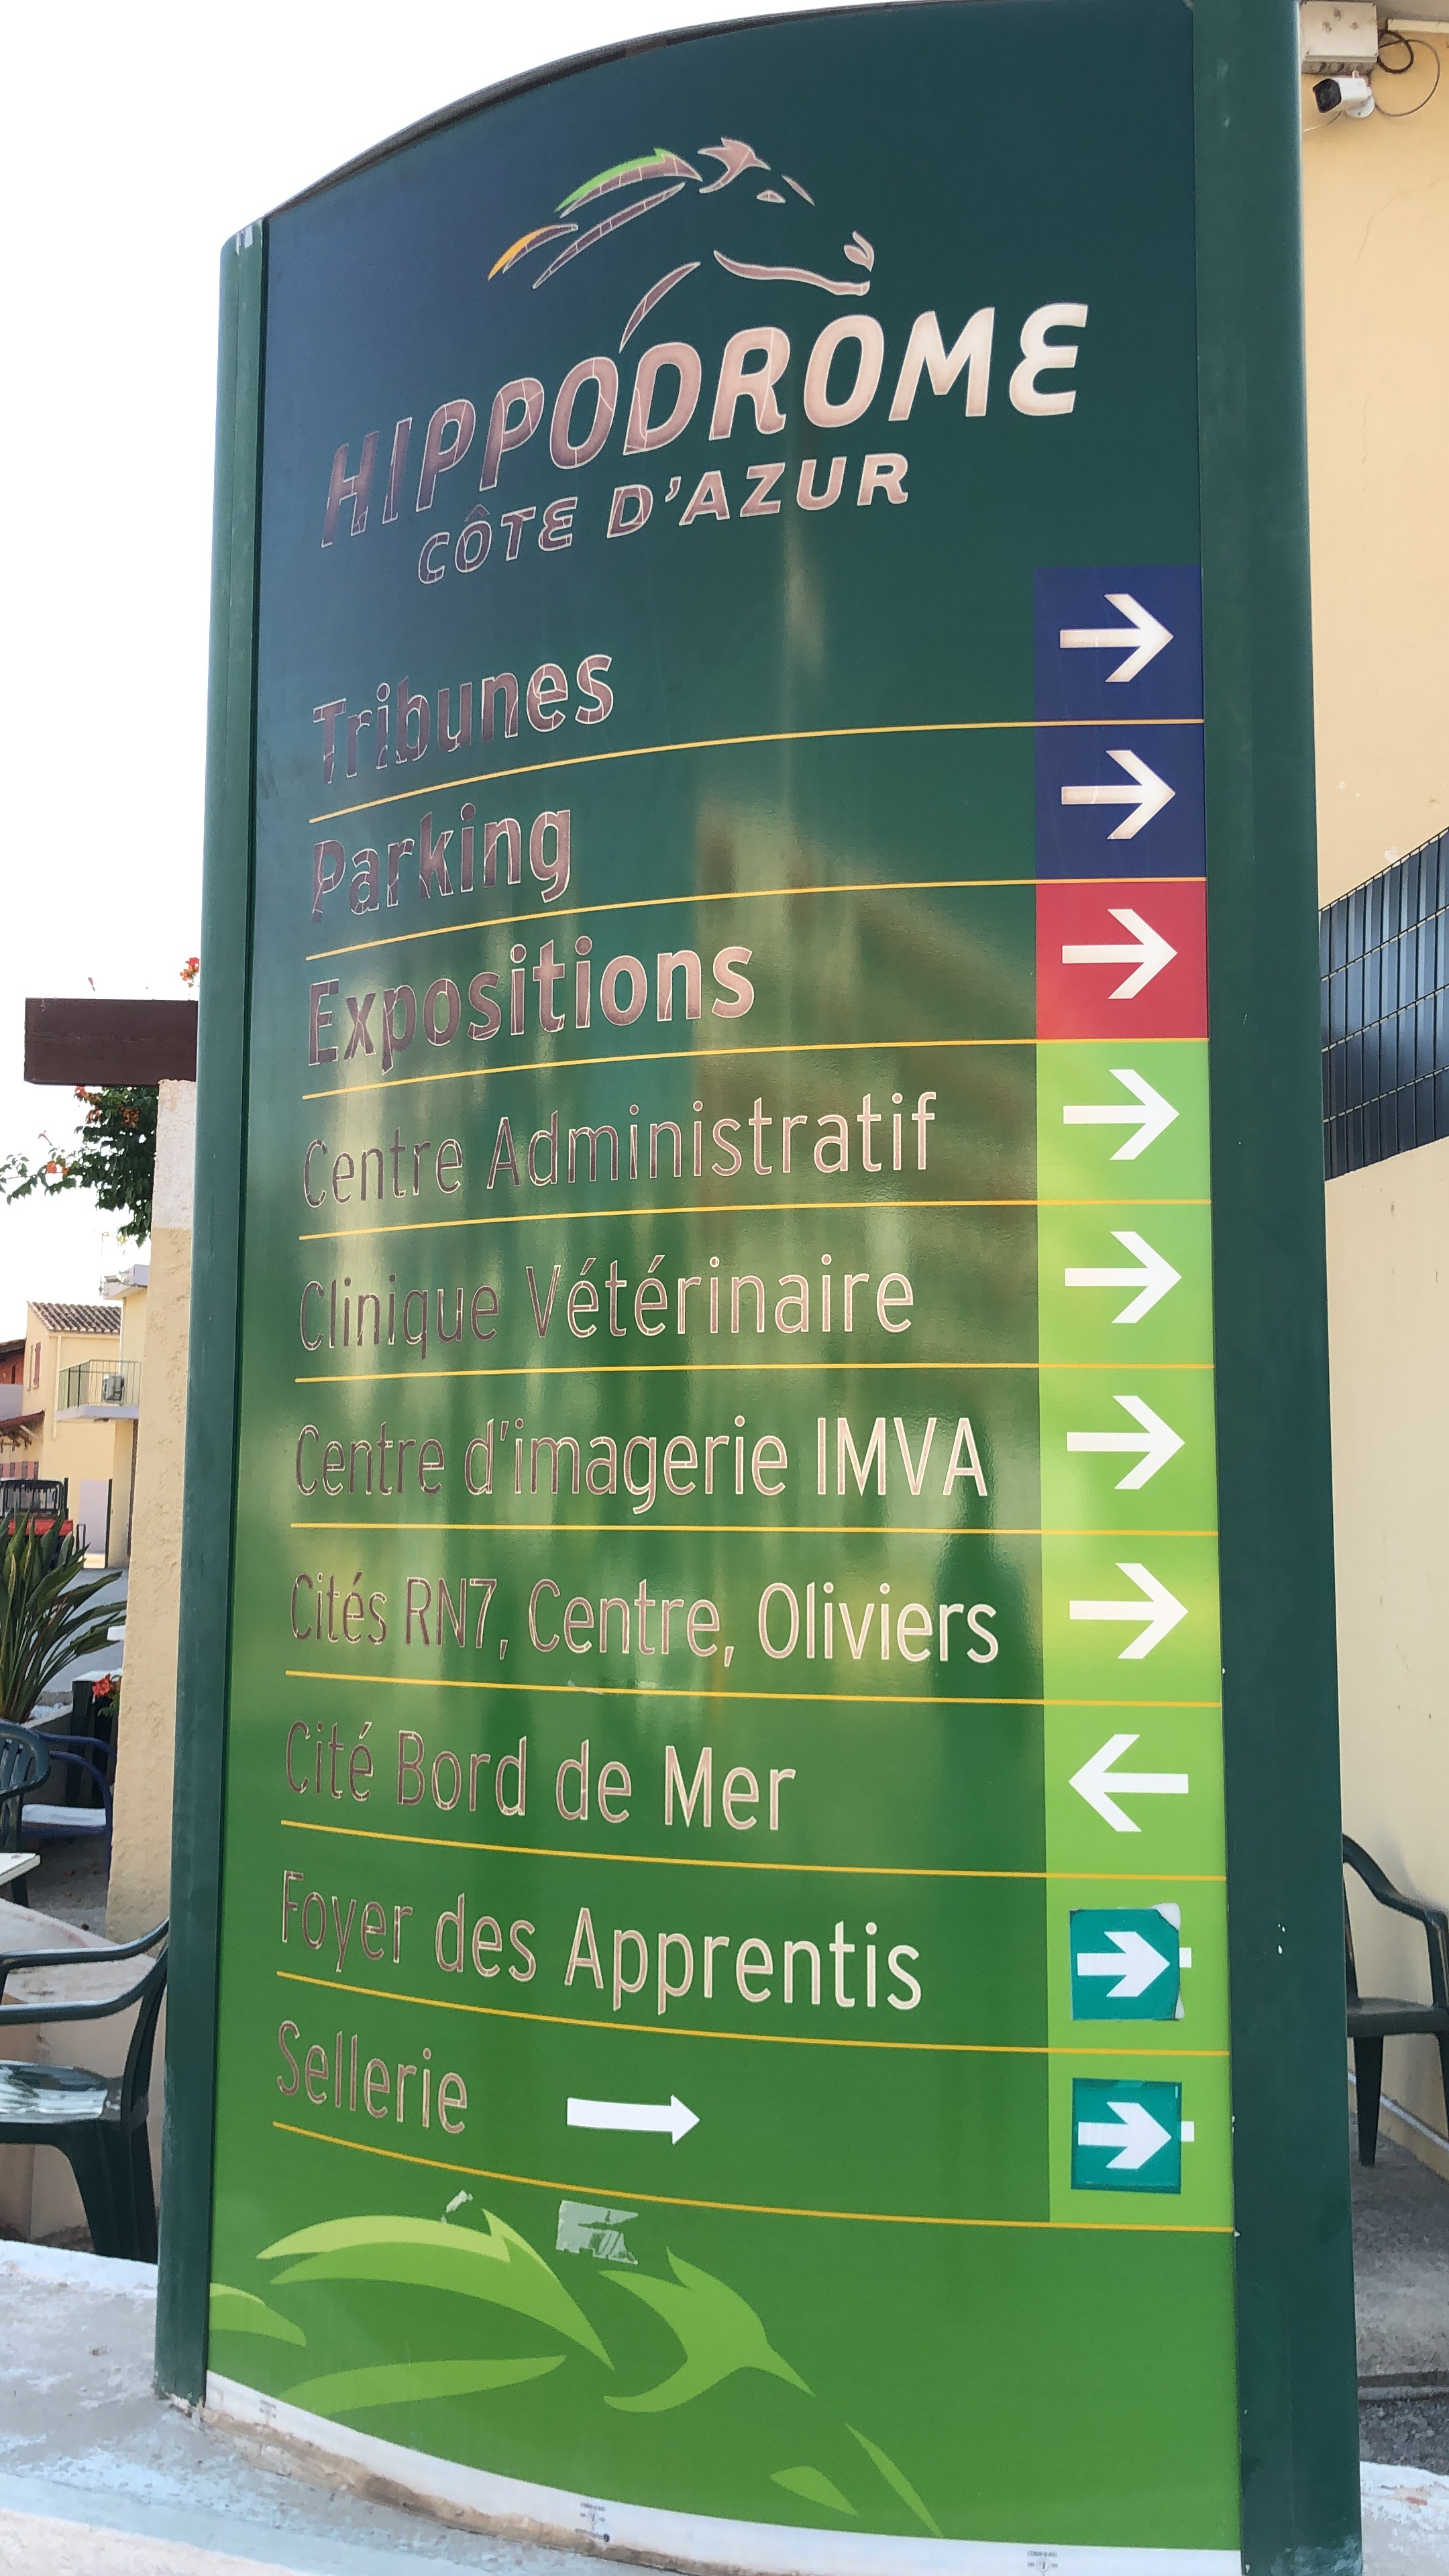 HIPPODROME
CÔTE D'AZUR
Tribunes
Parking
Expositions
Centre Administratif
Clinique Vétérinaire
Centre d'imagerie IMVA
Cités RN7, Centre, Oliviers
Cité Bord de Mer
Foyer des Apprentis
Sellerie